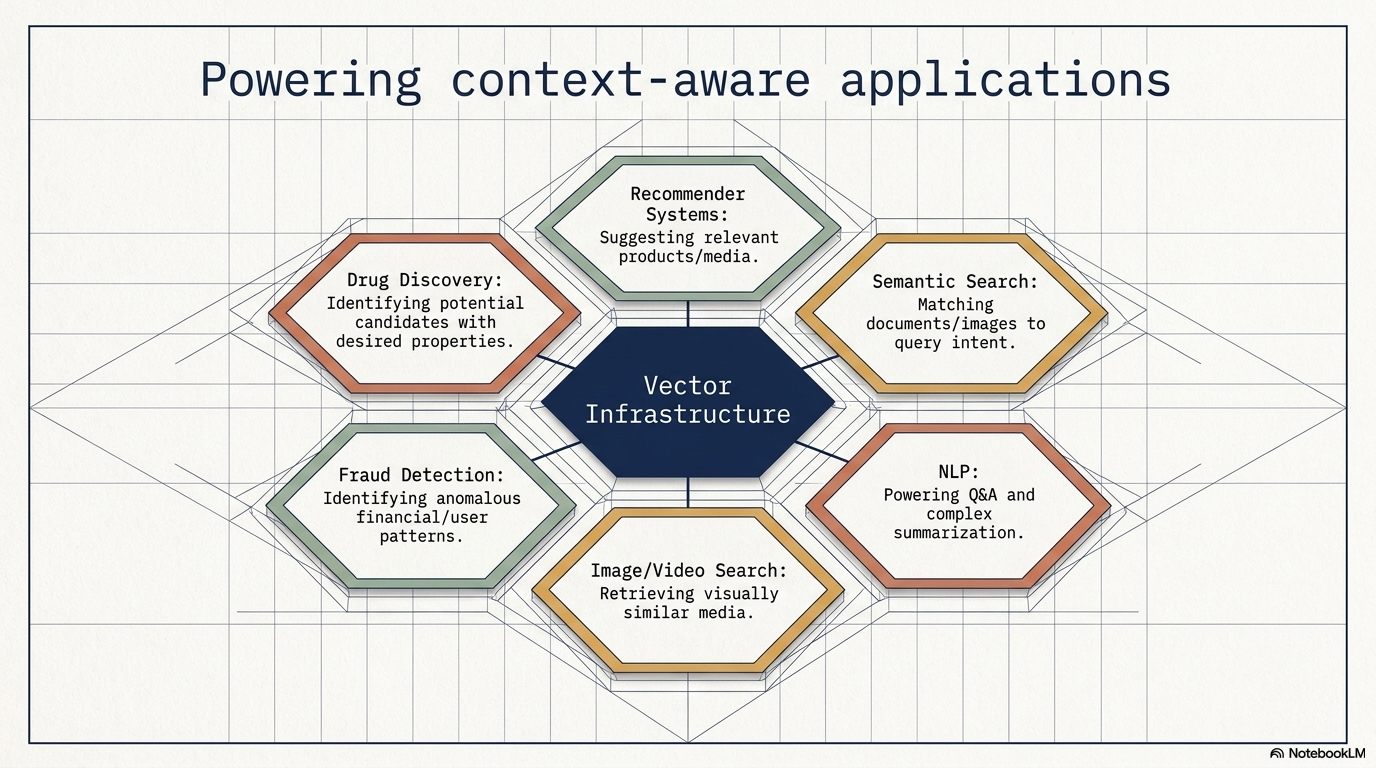 Powering context-aware applications
Recommender
Systems:
Suggesting relevant
products/media.
Drug Discovery:
Identifying potential
candidates with
desired properties.
Semantic Search:
Matching
documents/images to
query intent.
Vector
Infrastructure
Fraud Detection:
Identifying anomalous
financial/user
patterns.
NLP:
Powering Q&A and
complex
summarization.
Image/Video Search:
Retrieving visually
similar media.
NotebookLM